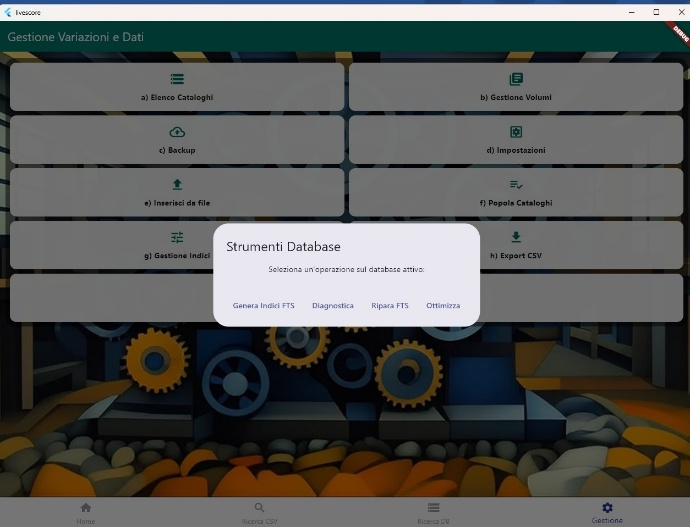 livescore
Gestione Variazioni e Dati
DEBUG
a) Elenco Cataloghi
b) Gestione Volumi
c) Backup
d) Impostazioni
e) Inserisci da file
f) Popola Cataloghi
g) Gestione Indici
h) Export CSV
Strumenti Database
Seleziona un'operazione sul database attivo:
Genera Indici FTS
Diagnostica
Ripara FTS
Ottimizza
Home
Ricerca CSV
Ricerca DB
Gestione